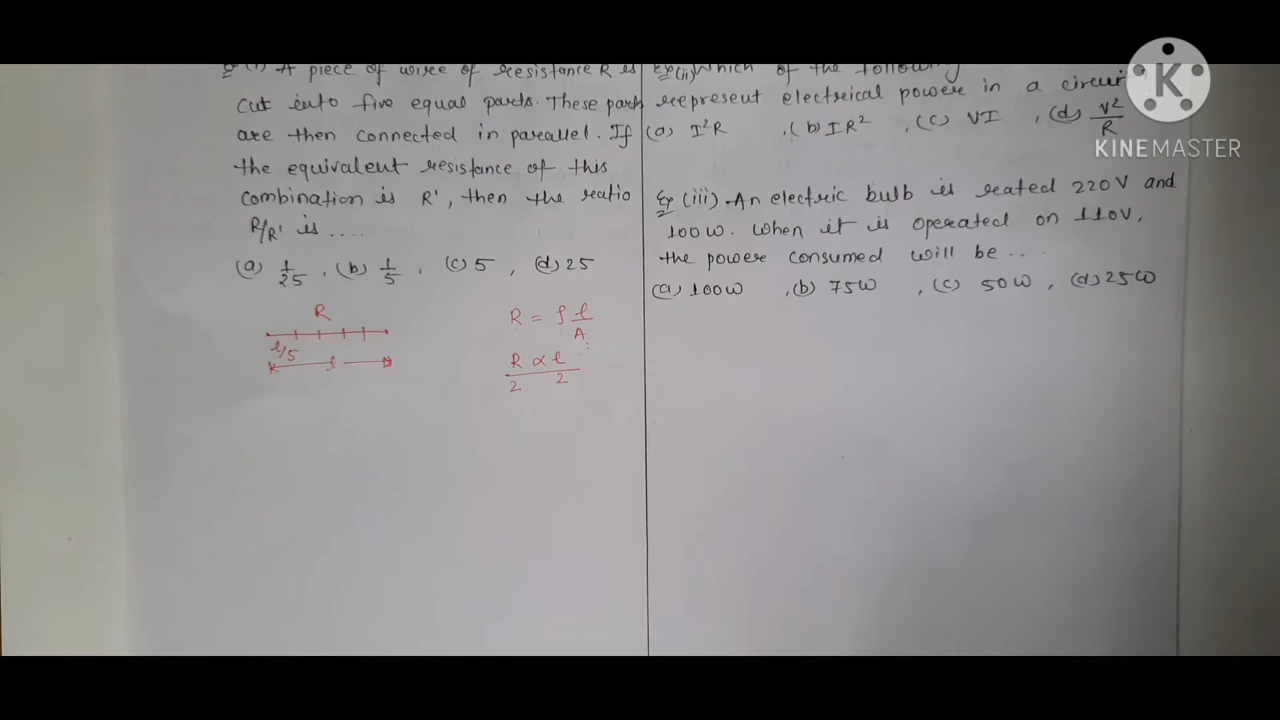 Ex (i) A piece of wire of resistance R is
cut into five equal parts. These parts
are then connected in parallel. If
the equivalent resistance of this
combination is R', then the ratio
R/R' is ....
(a) 1/25 , (b) 1/5 , (c) 5 , (d) 25
R
l/5
l
R = ρ l/A
R ∝ l
2 2
Ex (ii) Which of the following
represent electrical power in a circuit
(a) I²R , (b) IR² , (c) VI , (d) V²/R
Ex (iii) An electric bulb is rated 220V and
100W. When it is operated on 110V,
the power consumed will be ...
(a) 100W , (b) 75W , (c) 50W , (d) 25W
K
KINEMASTER